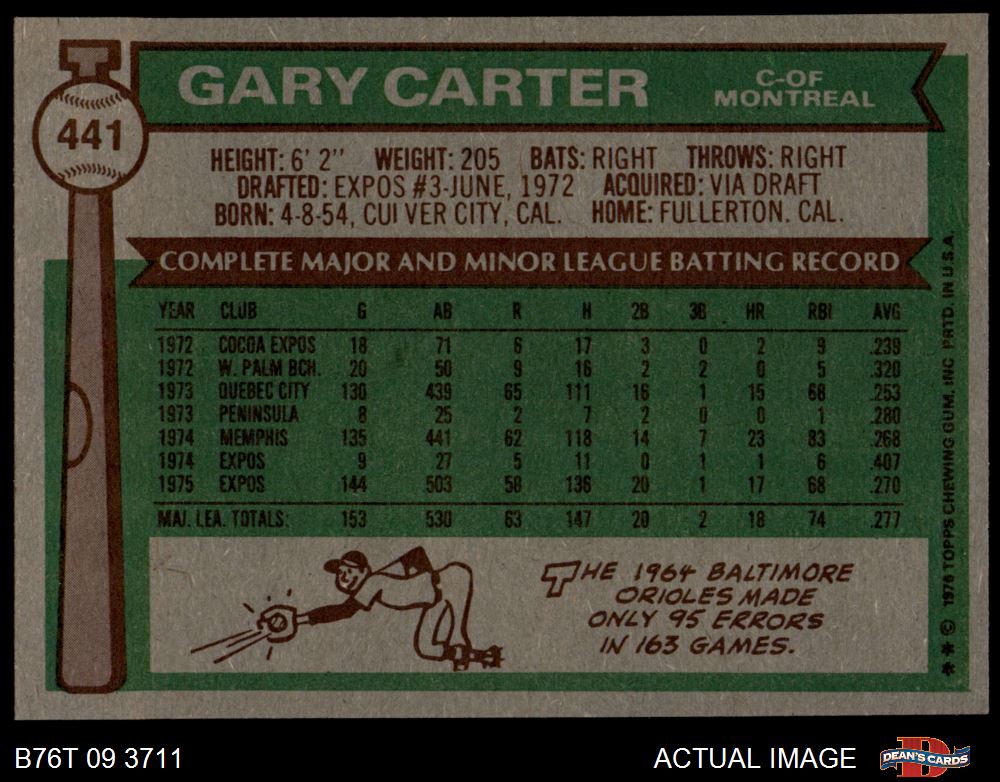 GARY CARTER
C-OF
MONTREAL
441
HEIGHT: 6' 2" WEIGHT: 205 BATS: RIGHT THROWS: RIGHT
DRAFTED: EXPOS #3-JUNE, 1972 ACQUIRED: VIA DRAFT
BORN: 4-8-54, CULVER CITY, CAL. HOME: FULLERTON, CAL.
COMPLETE MAJOR AND MINOR LEAGUE BATTING RECORD
YEAR CLUB G AB R H 2B 3B HR RBI AVG
1972 COCOA EXPOS 18 71 6 17 3 0 2 9 .239
1972 W. PALM BCH. 20 50 9 16 2 2 0 5 .320
1973 QUEBEC CITY 130 439 65 111 16 1 15 68 .253
1973 PENINSULA 8 25 2 7 2 0 0 1 .280
1974 MEMPHIS 135 441 62 118 14 7 23 83 .268
1974 EXPOS 9 27 5 11 0 1 1 6 .407
1975 EXPOS 144 503 58 136 20 1 17 68 .270
MAJ. LEA. TOTALS: 153 530 63 147 20 2 18 74 .277
THE 1964 BALTIMORE
ORIOLES MADE
ONLY 95 ERRORS
IN 163 GAMES.
** © 1976 TOPPS CHEWING GUM, INC PRTD. IN U.S.A.
B76T 09 3711
ACTUAL IMAGE
DEAN'S CARDS